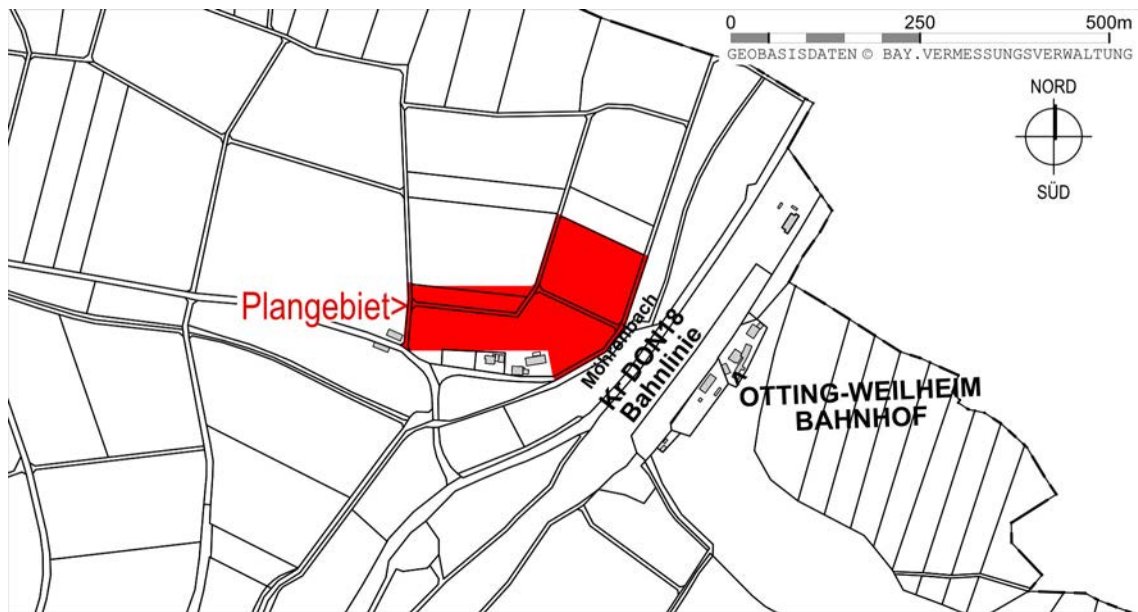 0 250 500m
GEOBASISDATEN © BAY.VERMESSUNGSVERWALTUNG
NORD
SÜD
Plangebiet>
Möhrenbach
Kr DON18
Bahnlinie
OTTING-WEILHEIM
BAHNHOF